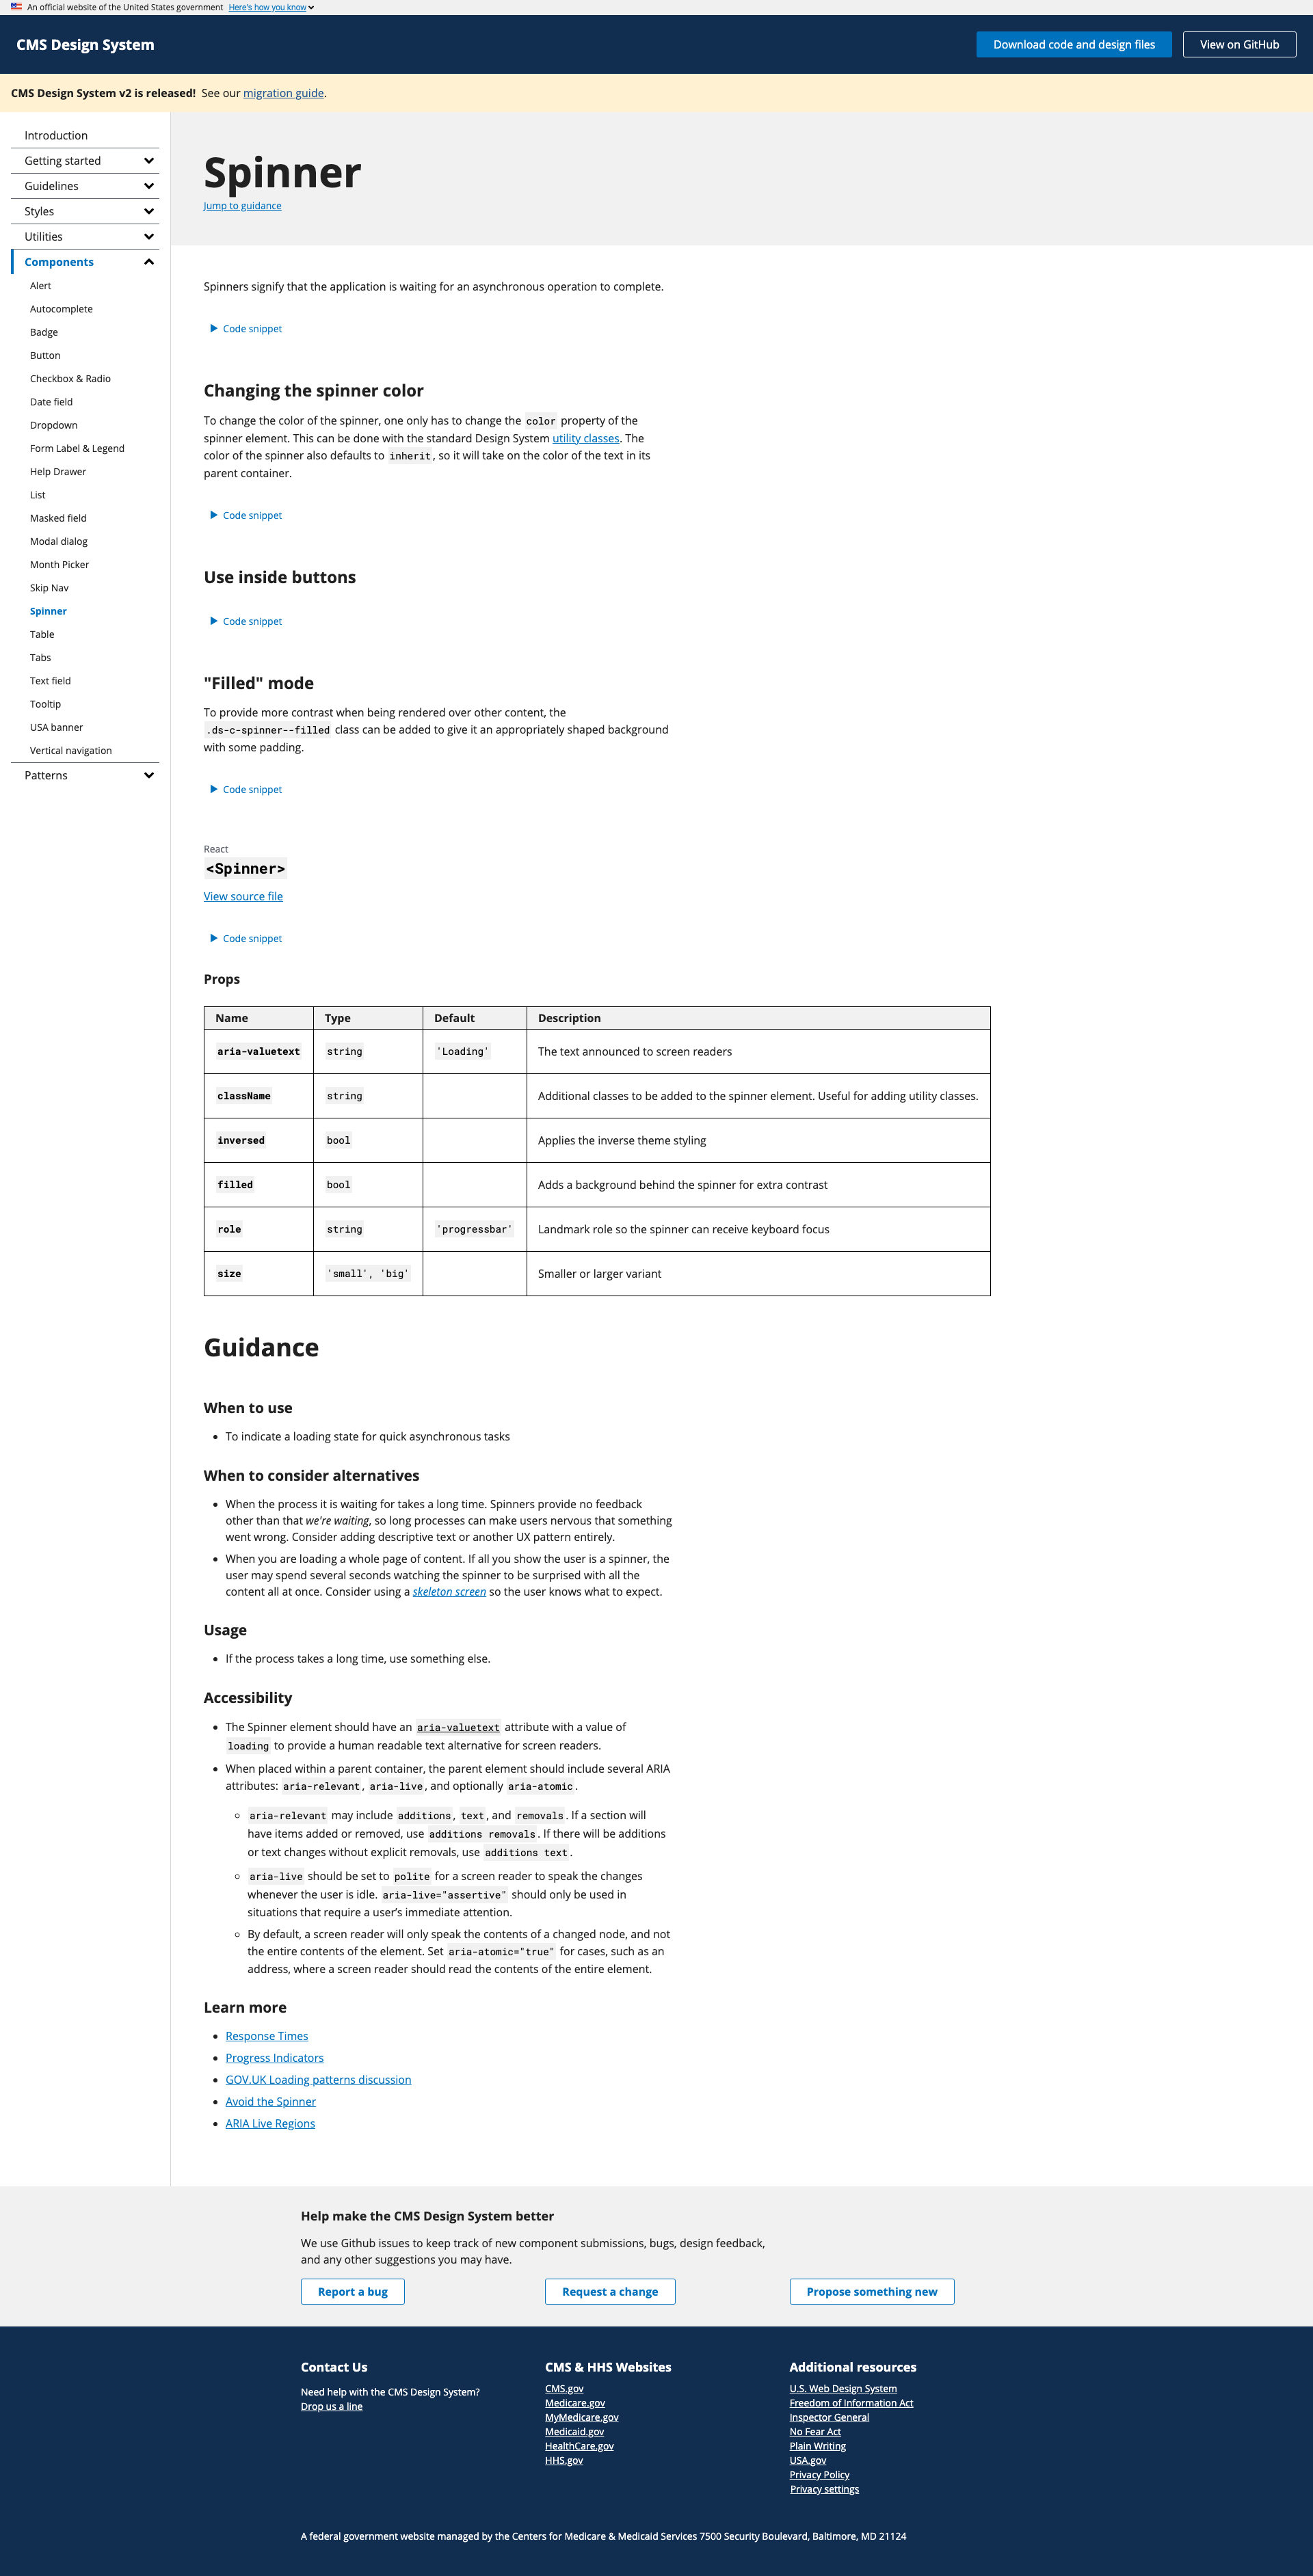 An official website of the United States government Here's how you know
CMS Design System
Download code and design files
View on GitHub
CMS Design System v2 is released! See our migration guide.
Introduction
Getting started
Guidelines
Styles
Utilities
Components
Alert
Autocomplete
Badge
Button
Checkbox & Radio
Date field
Dropdown
Form Label & Legend
Help Drawer
List
Masked field
Modal dialog
Month Picker
Skip Nav
Spinner
Table
Tabs
Text field
Tooltip
USA banner
Vertical navigation
Patterns
Spinner
Jump to guidance
Spinners signify that the application is waiting for an asynchronous operation to complete.
Code snippet
Changing the spinner color
To change the color of the spinner, one only has to change the color property of the
spinner element. This can be done with the standard Design System utility classes. The
color of the spinner also defaults to inherit, so it will take on the color of the text in its
parent container.
Code snippet
Use inside buttons
Code snippet
"Filled" mode
To provide more contrast when being rendered over other content, the
.ds-c-spinner--filled class can be added to give it an appropriately shaped background
with some padding.
Code snippet
React
<Spinner>
View source file
Code snippet
Props
Name Type Default Description
aria-valuetext string 'Loading' The text announced to screen readers
className string Additional classes to be added to the spinner element. Useful for adding utility classes.
inversed bool Applies the inverse theme styling
filled bool Adds a background behind the spinner for extra contrast
role string 'progressbar' Landmark role so the spinner can receive keyboard focus
size 'small', 'big' Smaller or larger variant
Guidance
When to use
• To indicate a loading state for quick asynchronous tasks
When to consider alternatives
• When the process it is waiting for takes a long time. Spinners provide no feedback
other than that we're waiting, so long processes can make users nervous that something
went wrong. Consider adding descriptive text or another UX pattern entirely.
• When you are loading a whole page of content. If all you show the user is a spinner, the
user may spend several seconds watching the spinner to be surprised with all the
content all at once. Consider using a skeleton screen so the user knows what to expect.
Usage
• If the process takes a long time, use something else.
Accessibility
• The Spinner element should have an aria-valuetext attribute with a value of
loading to provide a human readable text alternative for screen readers.
• When placed within a parent container, the parent element should include several ARIA
attributes: aria-relevant, aria-live, and optionally aria-atomic.
◦ aria-relevant may include additions, text, and removals. If a section will
have items added or removed, use additions removals. If there will be additions
or text changes without explicit removals, use additions text.
◦ aria-live should be set to polite for a screen reader to speak the changes
whenever the user is idle. aria-live="assertive" should only be used in
situations that require a user’s immediate attention.
◦ By default, a screen reader will only speak the contents of a changed node, and not
the entire contents of the element. Set aria-atomic="true" for cases, such as an
address, where a screen reader should read the contents of the entire element.
Learn more
• Response Times
• Progress Indicators
• GOV.UK Loading patterns discussion
• Avoid the Spinner
• ARIA Live Regions
Help make the CMS Design System better
We use Github issues to keep track of new component submissions, bugs, design feedback,
and any other suggestions you may have.
Report a bug
Request a change
Propose something new
Contact Us
Need help with the CMS Design System?
Drop us a line
CMS & HHS Websites
CMS.gov
Medicare.gov
MyMedicare.gov
Medicaid.gov
HealthCare.gov
HHS.gov
Additional resources
U.S. Web Design System
Freedom of Information Act
Inspector General
No Fear Act
Plain Writing
USA.gov
Privacy Policy
Privacy settings
A federal government website managed by the Centers for Medicare & Medicaid Services 7500 Security Boulevard, Baltimore, MD 21124